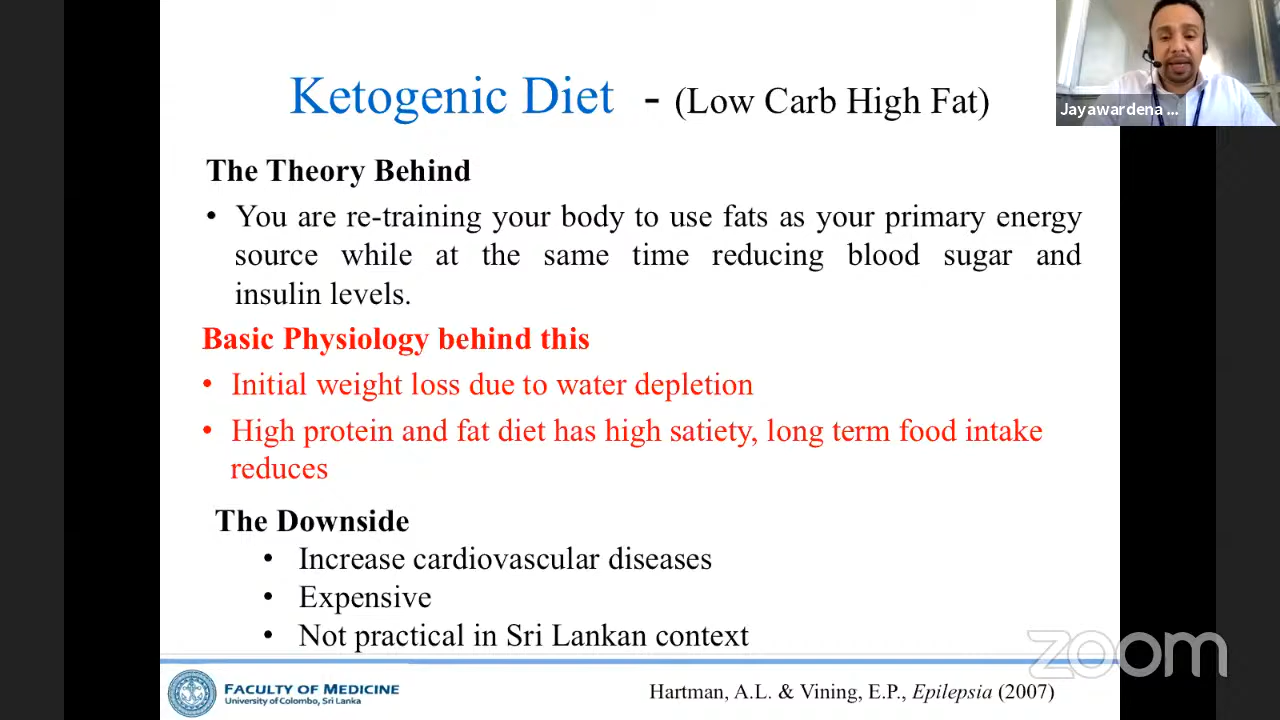 Ketogenic Diet - (Low Carb High Fat)
Jayawardena ...
The Theory Behind
• You are re-training your body to use fats as your primary energy
source while at the same time reducing blood sugar and
insulin levels.
Basic Physiology behind this
• Initial weight loss due to water depletion
• High protein and fat diet has high satiety, long term food intake
reduces
The Downside
• Increase cardiovascular diseases
• Expensive
• Not practical in Sri Lankan context
zoom
FACULTY OF MEDICINE
University of Colombo, Sri Lanka
Hartman, A.L. & Vining, E.P., Epilepsia (2007)